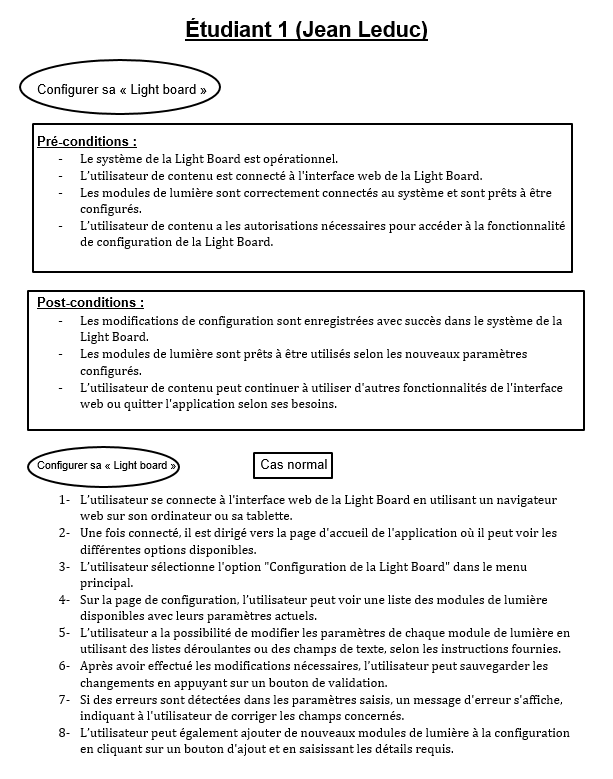 Étudiant 1 (Jean Leduc)
Configurer sa « Light board »
Pré-conditions :
- Le système de la Light Board est opérationnel.
- L'utilisateur de contenu est connecté à l'interface web de la Light Board.
- Les modules de lumière sont correctement connectés au système et sont prêts à être
configurés.
- L'utilisateur de contenu a les autorisations nécessaires pour accéder à la fonctionnalité
de configuration de la Light Board.
Post-conditions :
- Les modifications de configuration sont enregistrées avec succès dans le système de la
Light Board.
- Les modules de lumière sont prêts à être utilisés selon les nouveaux paramètres
configurés.
- L'utilisateur de contenu peut continuer à utiliser d'autres fonctionnalités de l'interface
web ou quitter l'application selon ses besoins.
Configurer sa « Light board »
Cas normal
1- L'utilisateur se connecte à l'interface web de la Light Board en utilisant un navigateur
web sur son ordinateur ou sa tablette.
2- Une fois connecté, il est dirigé vers la page d'accueil de l'application où il peut voir les
différentes options disponibles.
3- L'utilisateur sélectionne l'option "Configuration de la Light Board" dans le menu
principal.
4- Sur la page de configuration, l'utilisateur peut voir une liste des modules de lumière
disponibles avec leurs paramètres actuels.
5- L'utilisateur a la possibilité de modifier les paramètres de chaque module de lumière en
utilisant des listes déroulantes ou des champs de texte, selon les instructions fournies.
6- Après avoir effectué les modifications nécessaires, l'utilisateur peut sauvegarder les
changements en appuyant sur un bouton de validation.
7- Si des erreurs sont détectées dans les paramètres saisis, un message d'erreur s'affiche,
indiquant à l'utilisateur de corriger les champs concernés.
8- L'utilisateur peut également ajouter de nouveaux modules de lumière à la configuration
en cliquant sur un bouton d'ajout et en saisissant les détails requis.